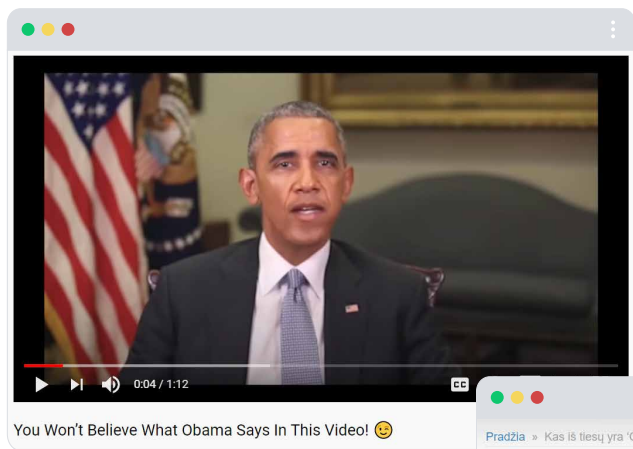 0:04 / 1:12
CC
You Won't Believe What Obama Says In This Video! 😉
Pradžia » Kas iš tiesų yra